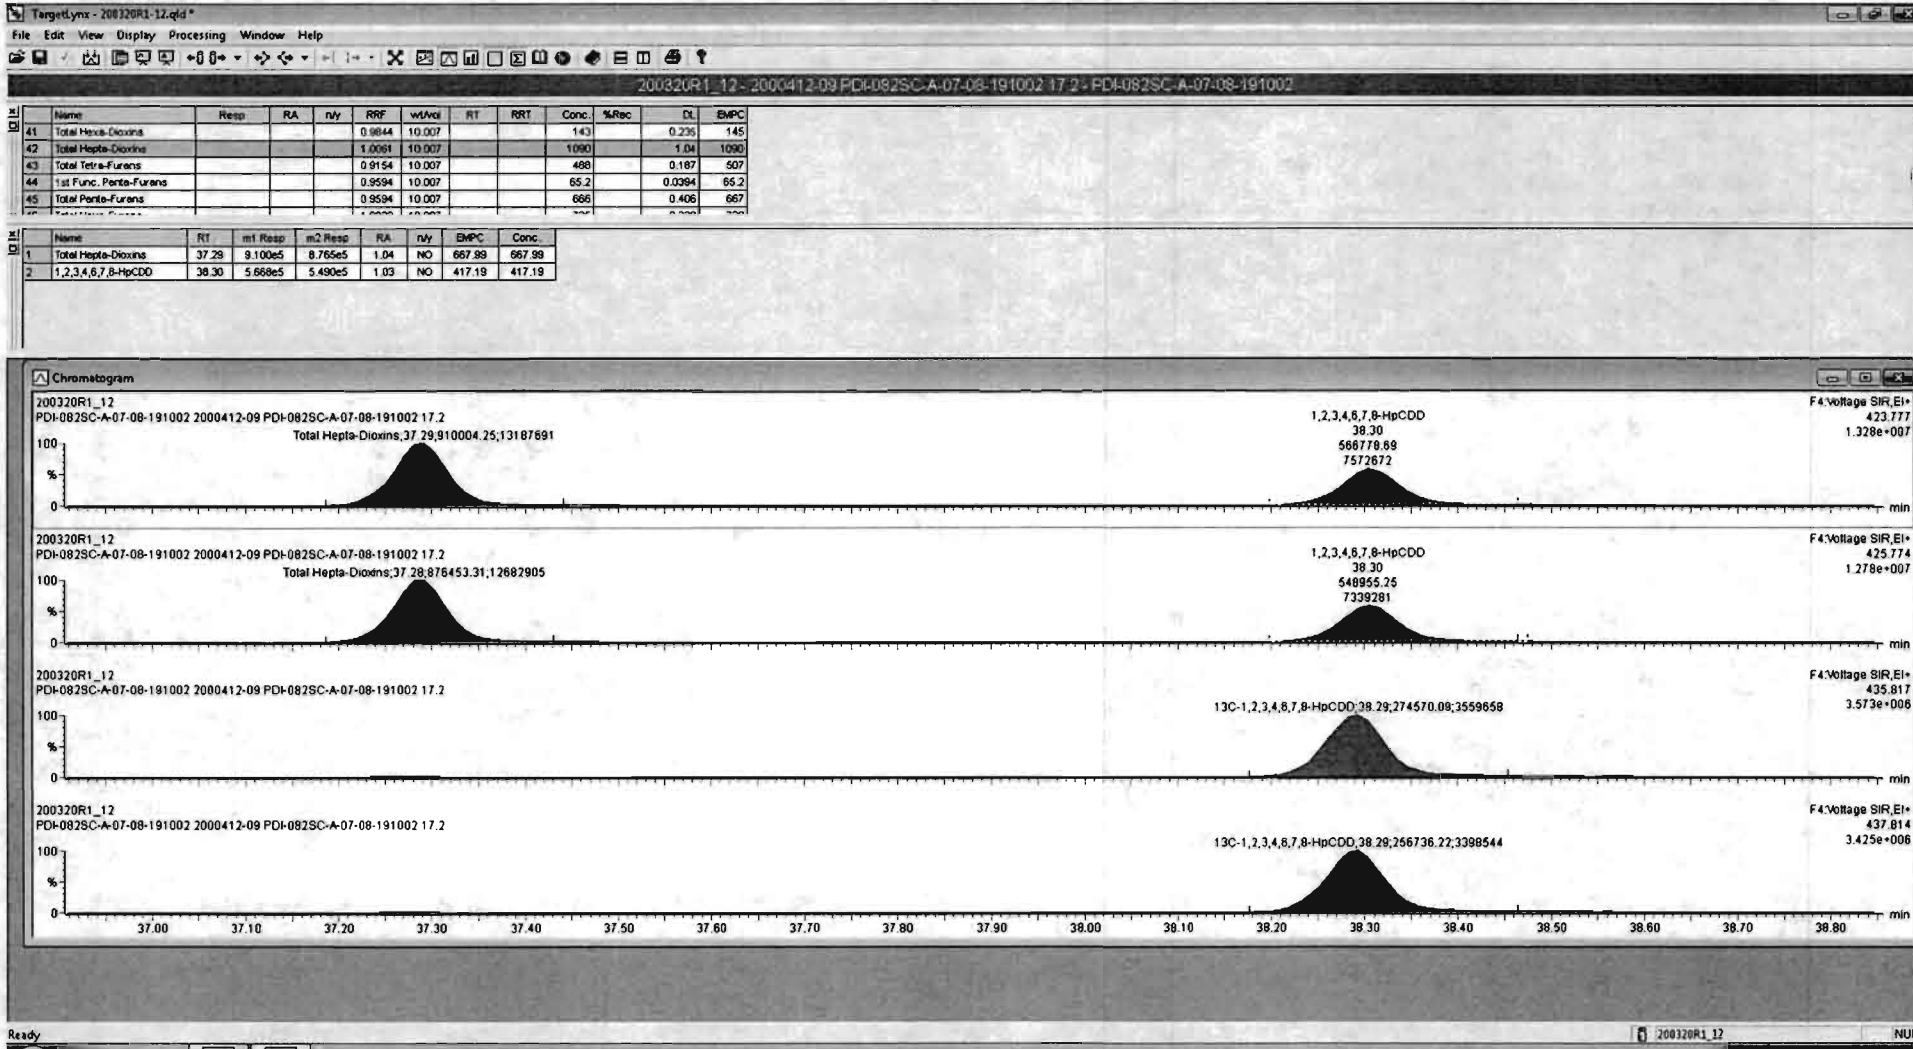 TargetLynx - 200320R1-12.qld *
File Edit View Display Processing Window Help
200320R1_12 - 2000412-09 PDI-082SC-A-07-08-191002 17.2 - PDI-082SC-A-07-08-191002
Name Resp RA n/y RRF wt/vol RT RRT Conc. %Rec DL EMPC
41 Total Hexa-Dioxins 0.9844 10.007 143 0.235 145
42 Total Hepta-Dioxins 1.0061 10.007 1090 1.04 1090
43 Total Tetra-Furans 0.9154 10.007 488 0.187 507
44 1st Func. Penta-Furans 0.9594 10.007 65.2 0.0394 65.2
45 Total Penta-Furans 0.9594 10.007 666 0.406 667
Name RT m1 Resp m2 Resp RA n/y EMPC Conc.
1 Total Hepta-Dioxins 37.29 9.100e5 8.765e5 1.04 NO 667.99 667.99
2 1,2,3,4,6,7,8-HpCDD 38.30 5.668e5 5.490e5 1.03 NO 417.19 417.19
Chromatogram
200320R1_12
PDI-082SC-A-07-08-191002 2000412-09 PDI-082SC-A-07-08-191002 17.2
F4:Voltage SIR,EI+
423.777
1.328e+007
Total Hepta-Dioxins;37.29;910004.25;13187691
1,2,3,4,6,7,8-HpCDD
38.30
566778.69
7572672
100
%
0
min
200320R1_12
PDI-082SC-A-07-08-191002 2000412-09 PDI-082SC-A-07-08-191002 17.2
F4:Voltage SIR,EI+
425.774
1.278e+007
Total Hepta-Dioxins;37.28;876453.31;12682905
1,2,3,4,6,7,8-HpCDD
38.30
548955.25
7339281
100
%
0
min
200320R1_12
PDI-082SC-A-07-08-191002 2000412-09 PDI-082SC-A-07-08-191002 17.2
F4:Voltage SIR,EI+
435.817
3.573e+006
13C-1,2,3,4,6,7,8-HpCDD;38.29;274570.09;3559658
100
%
0
min
200320R1_12
PDI-082SC-A-07-08-191002 2000412-09 PDI-082SC-A-07-08-191002 17.2
F4:Voltage SIR,EI+
437.814
3.425e+006
13C-1,2,3,4,6,7,8-HpCDD;38.29;256736.22;3398544
100
%
0
min
37.00 37.10 37.20 37.30 37.40 37.50 37.60 37.70 37.80 37.90 38.00 38.10 38.20 38.30 38.40 38.50 38.60 38.70 38.80
Ready
200320R1_12